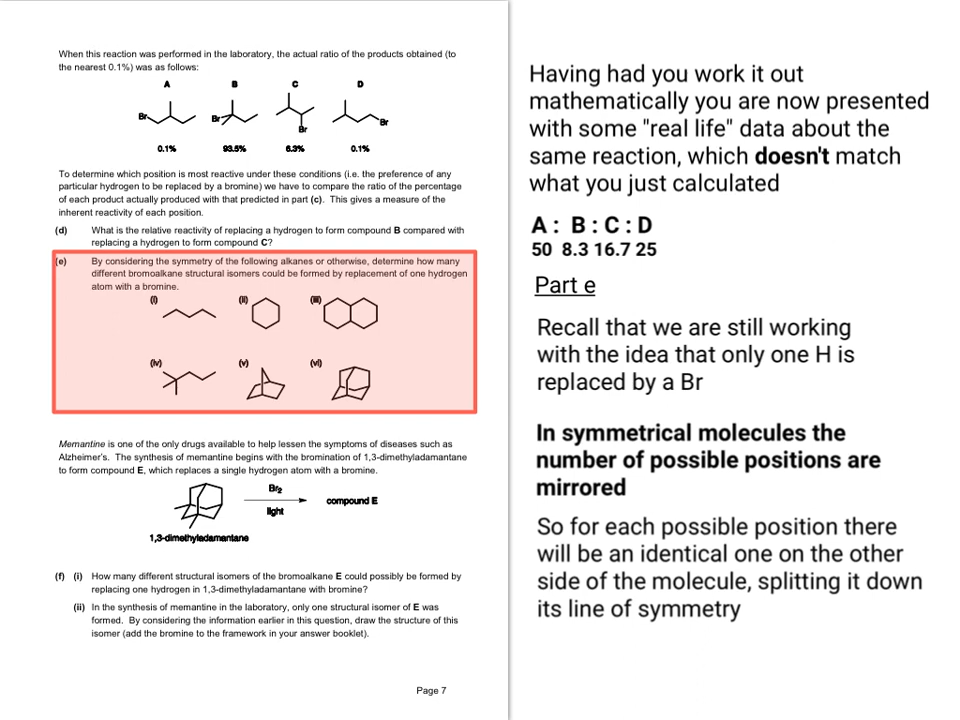 When this reaction was performed in the laboratory, the actual ratio of the products obtained (to
the nearest 0.1%) was as follows:
A B C D
Br Br Br Br
0.1% 93.5% 6.3% 0.1%
To determine which position is most reactive under these conditions (i.e. the preference of any
particular hydrogen to be replaced by a bromine) we have to compare the ratio of the percentage
of each product actually produced with that predicted in part (c). This gives a measure of the
inherent reactivity of each position.
(d) What is the relative reactivity of replacing a hydrogen to form compound B compared with
replacing a hydrogen to form compound C?
(e) By considering the symmetry of the following alkanes or otherwise, determine how many
different bromoalkane structural isomers could be formed by replacement of one hydrogen
atom with a bromine.
(i) (ii) (iii)
(iv) (v) (vi)
Memantine is one of the only drugs available to help lessen the symptoms of diseases such as
Alzheimer's. The synthesis of memantine begins with the bromination of 1,3-dimethyladamantane
to form compound E, which replaces a single hydrogen atom with a bromine.
Br2
light
compound E
1,3-dimethyladamantane
(f) (i) How many different structural isomers of the bromoalkane E could possibly be formed by
replacing one hydrogen in 1,3-dimethyladamantane with bromine?
(ii) In the synthesis of memantine in the laboratory, only one structural isomer of E was
formed. By considering the information earlier in this question, draw the structure of this
isomer (add the bromine to the framework in your answer booklet).
Page 7
Having had you work it out
mathematically you are now presented
with some "real life" data about the
same reaction, which doesn't match
what you just calculated
A : B : C : D
50 8.3 16.7 25
Part e
Recall that we are still working
with the idea that only one H is
replaced by a Br
In symmetrical molecules the
number of possible positions are
mirrored
So for each possible position there
will be an identical one on the other
side of the molecule, splitting it down
its line of symmetry